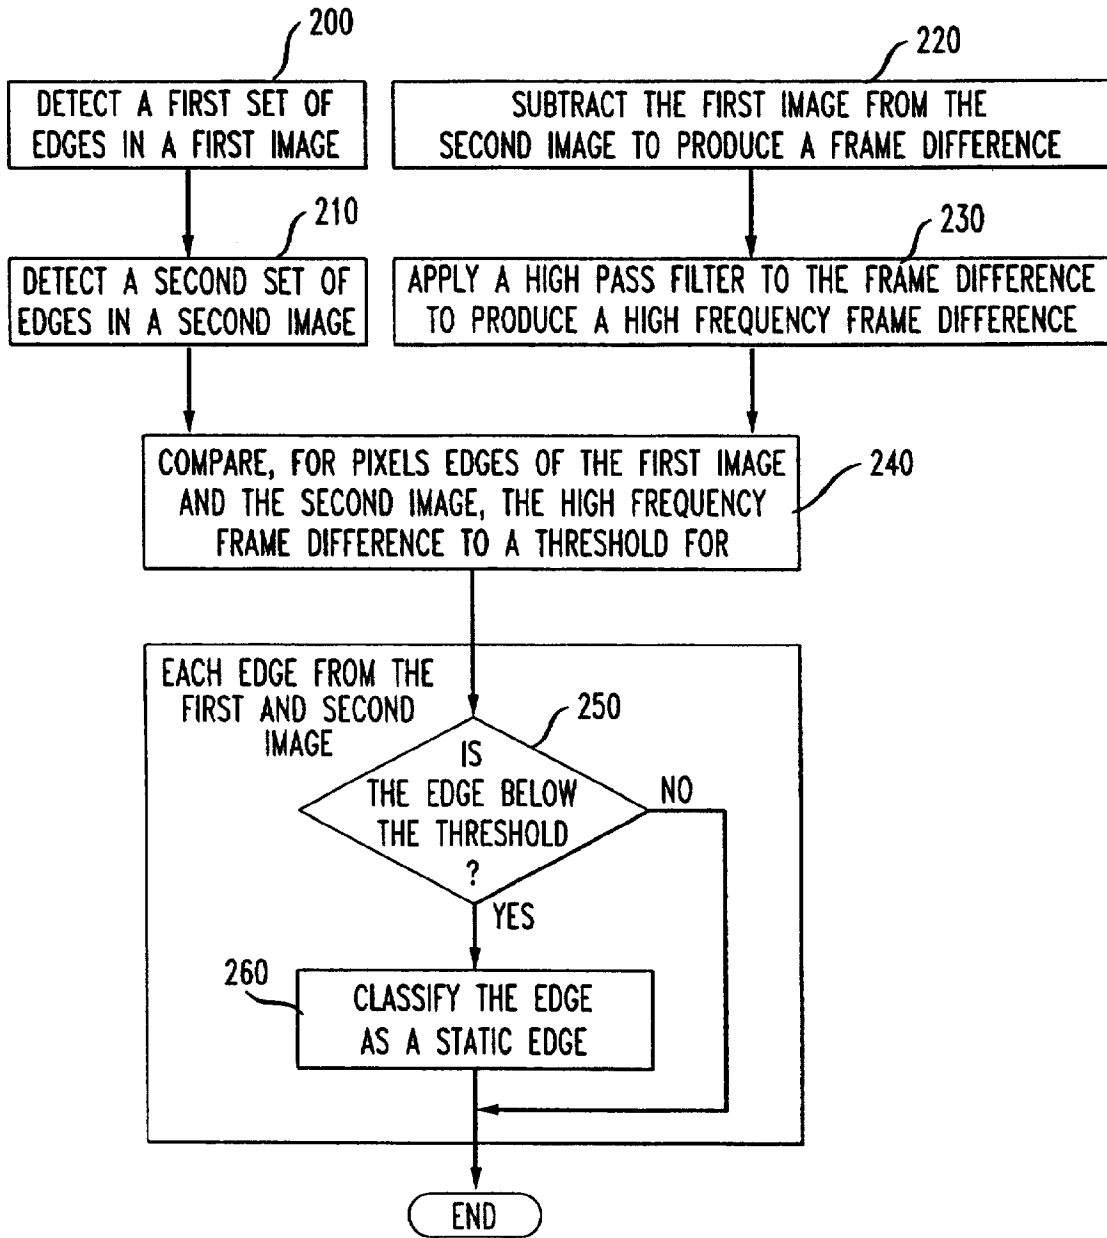 200
DETECT A FIRST SET OF
EDGES IN A FIRST IMAGE
220
SUBTRACT THE FIRST IMAGE FROM THE
SECOND IMAGE TO PRODUCE A FRAME DIFFERENCE
210
DETECT A SECOND SET OF
EDGES IN A SECOND IMAGE
230
APPLY A HIGH PASS FILTER TO THE FRAME DIFFERENCE
TO PRODUCE A HIGH FREQUENCY FRAME DIFFERENCE
COMPARE, FOR PIXELS EDGES OF THE FIRST IMAGE
AND THE SECOND IMAGE, THE HIGH FREQUENCY
FRAME DIFFERENCE TO A THRESHOLD FOR
240
EACH EDGE FROM THE
FIRST AND SECOND
IMAGE
250
IS
THE EDGE BELOW
THE THRESHOLD
?
NO
YES
260
CLASSIFY THE EDGE
AS A STATIC EDGE
END